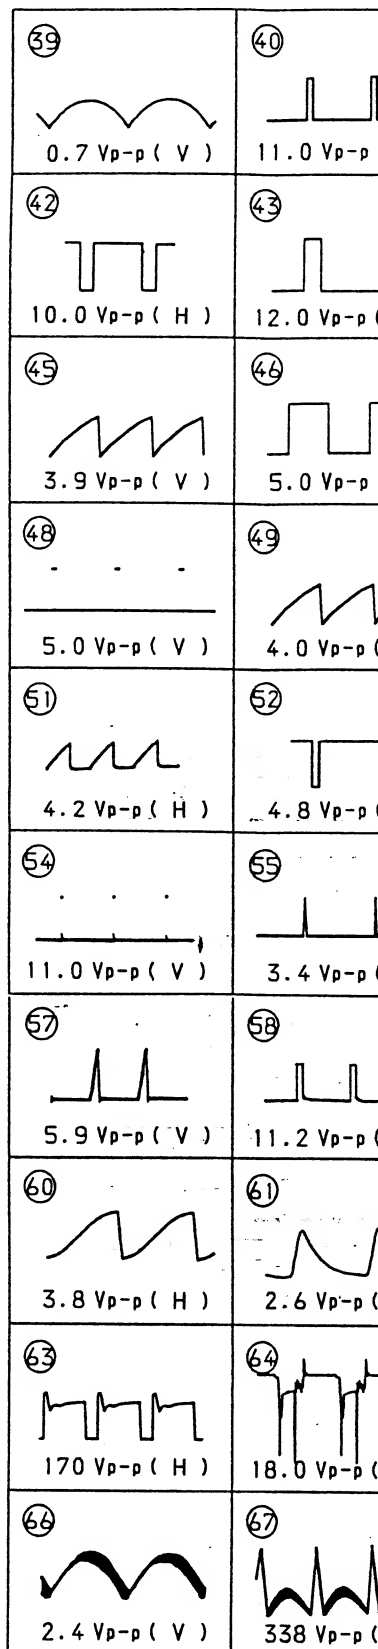 39
40
0.7 Vp-p ( V )
11.0 Vp-p
42
43
10.0 Vp-p ( H )
12.0 Vp-p (
45
46
3.9 Vp-p ( V )
5.0 Vp-p
48
49
5.0 Vp-p ( V )
4.0 Vp-p (
51
52
4.2 Vp-p ( H )
4.8 Vp-p (
54
55
11.0 Vp-p ( V )
3.4 Vp-p (
57
58
5.9 Vp-p ( V )
11.2 Vp-p (
60
61
3.8 Vp-p ( H )
2.6 Vp-p (
63
64
170 Vp-p ( H )
18.0 Vp-p (
66
67
2.4 Vp-p ( V )
338 Vp-p (